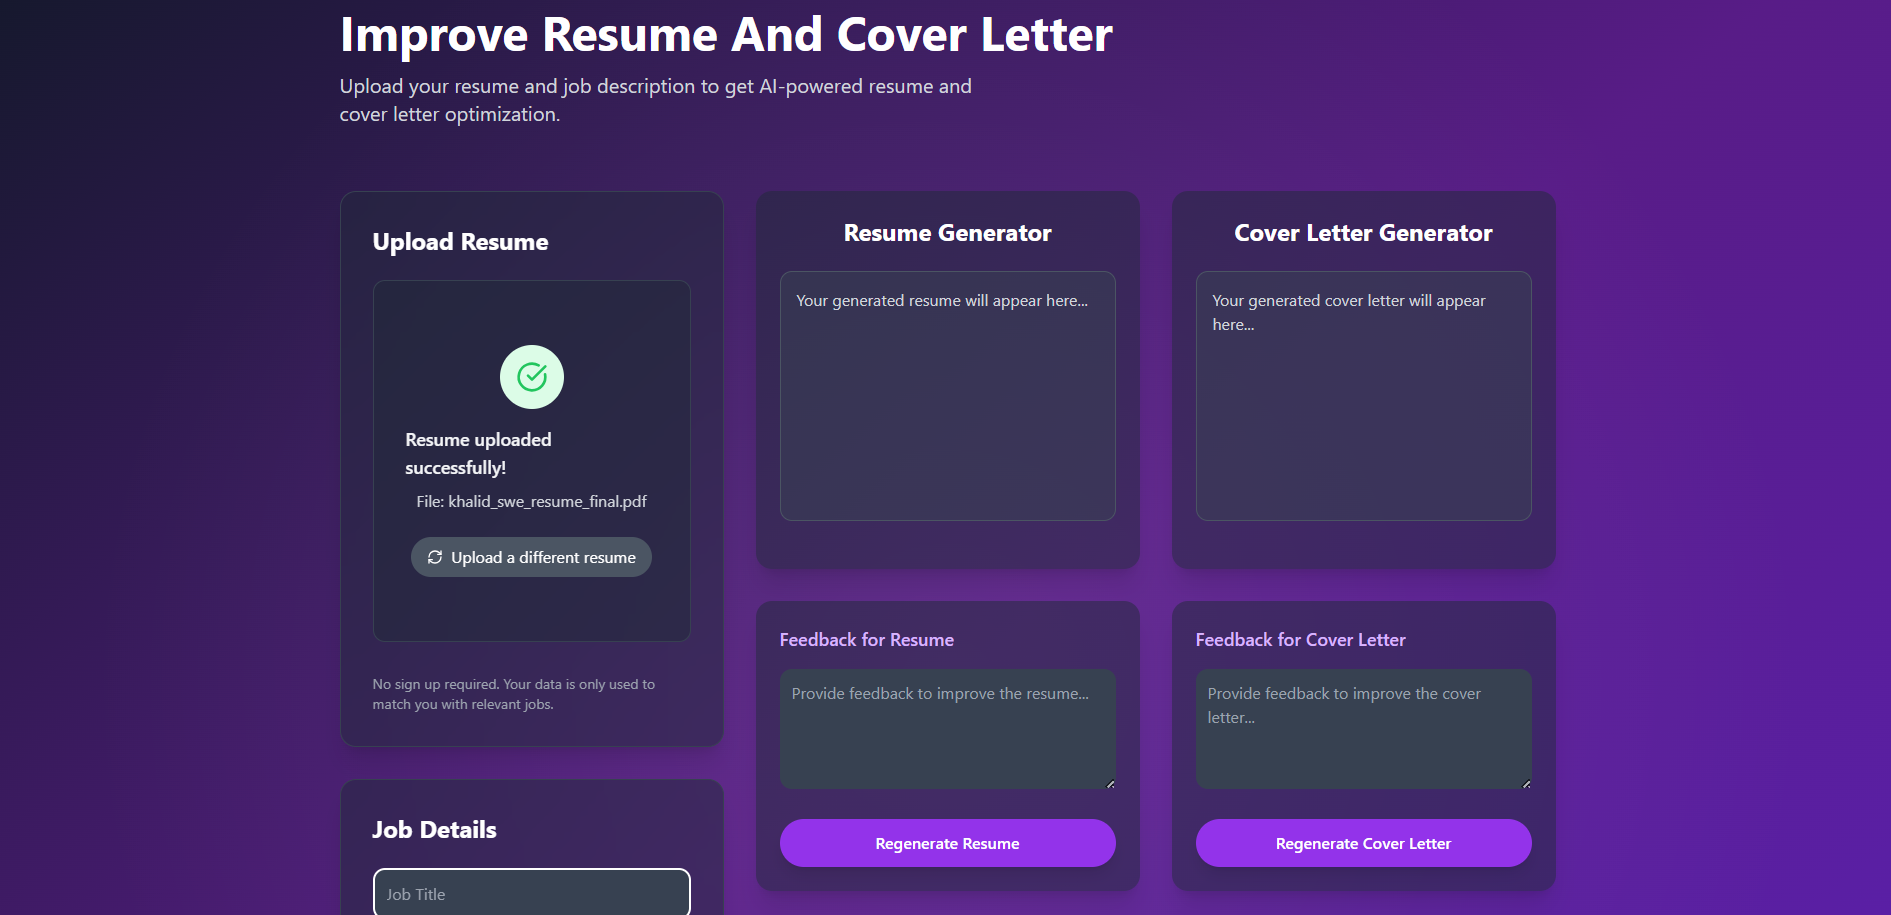 Improve Resume And Cover Letter
Upload your resume and job description to get AI-powered resume and
cover letter optimization.
Upload Resume
Resume uploaded
successfully!
File: khalid_swe_resume_final.pdf
Upload a different resume
No sign up required. Your data is only used to
match you with relevant jobs.
Job Details
Job Title
Resume Generator
Your generated resume will appear here...
Feedback for Resume
Provide feedback to improve the resume...
Regenerate Resume
Cover Letter Generator
Your generated cover letter will appear
here...
Feedback for Cover Letter
Provide feedback to improve the cover
letter...
Regenerate Cover Letter